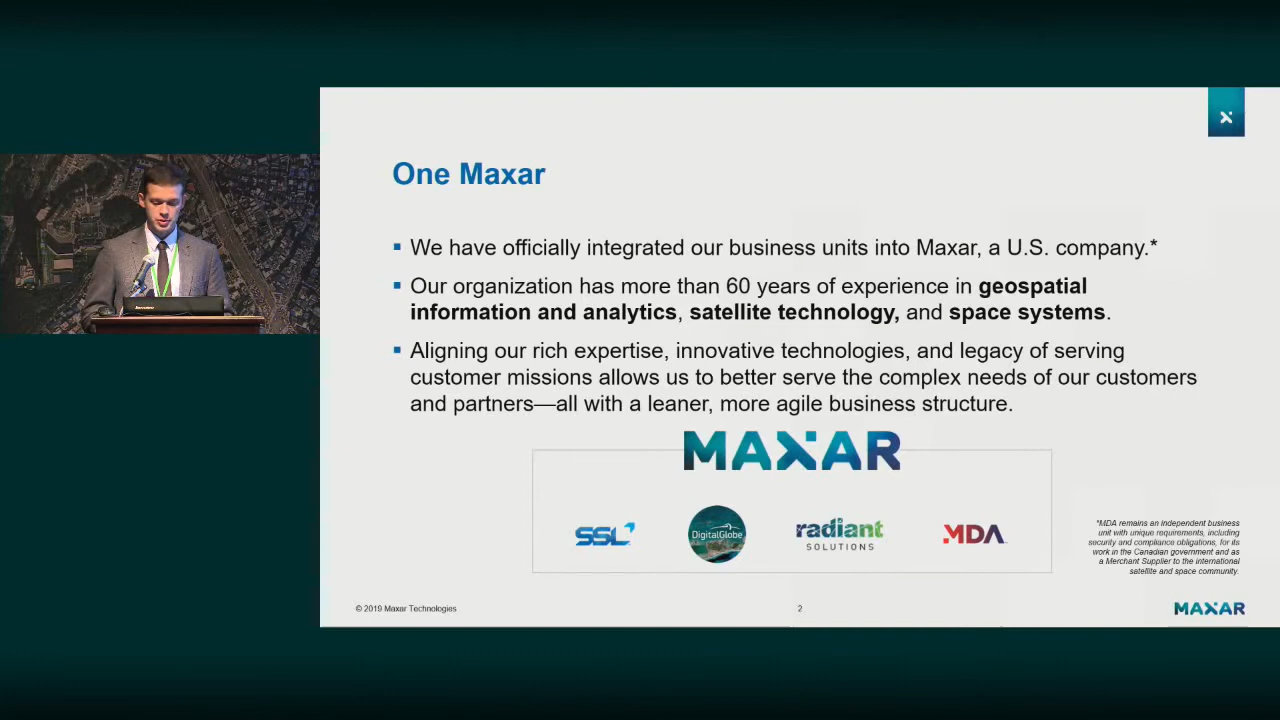 One Maxar
We have officially integrated our business units into Maxar, a U.S. company.*
Our organization has more than 60 years of experience in geospatial
information and analytics, satellite technology, and space systems.
Aligning our rich expertise, innovative technologies, and legacy of serving
customer missions allows us to better serve the complex needs of our customers
and partners—all with a leaner, more agile business structure.
MAXAR
SSL
DigitalGlobe
radiant
SOLUTIONS
MDA
*MDA remains an independent business
unit with unique requirements, including
security and compliance obligations, for its
work in the Canadian government and as
a Merchant Supplier to the international
satellite and space community.
© 2019 Maxar Technologies
2
MAXAR